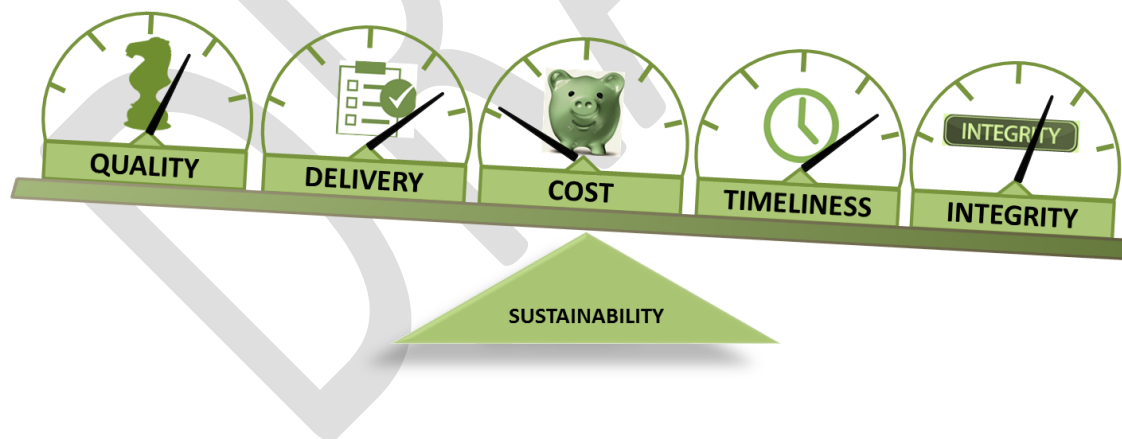 INTEGRITY
QUALITY
DELIVERY
COST
TIMELINESS
INTEGRITY
SUSTAINABILITY